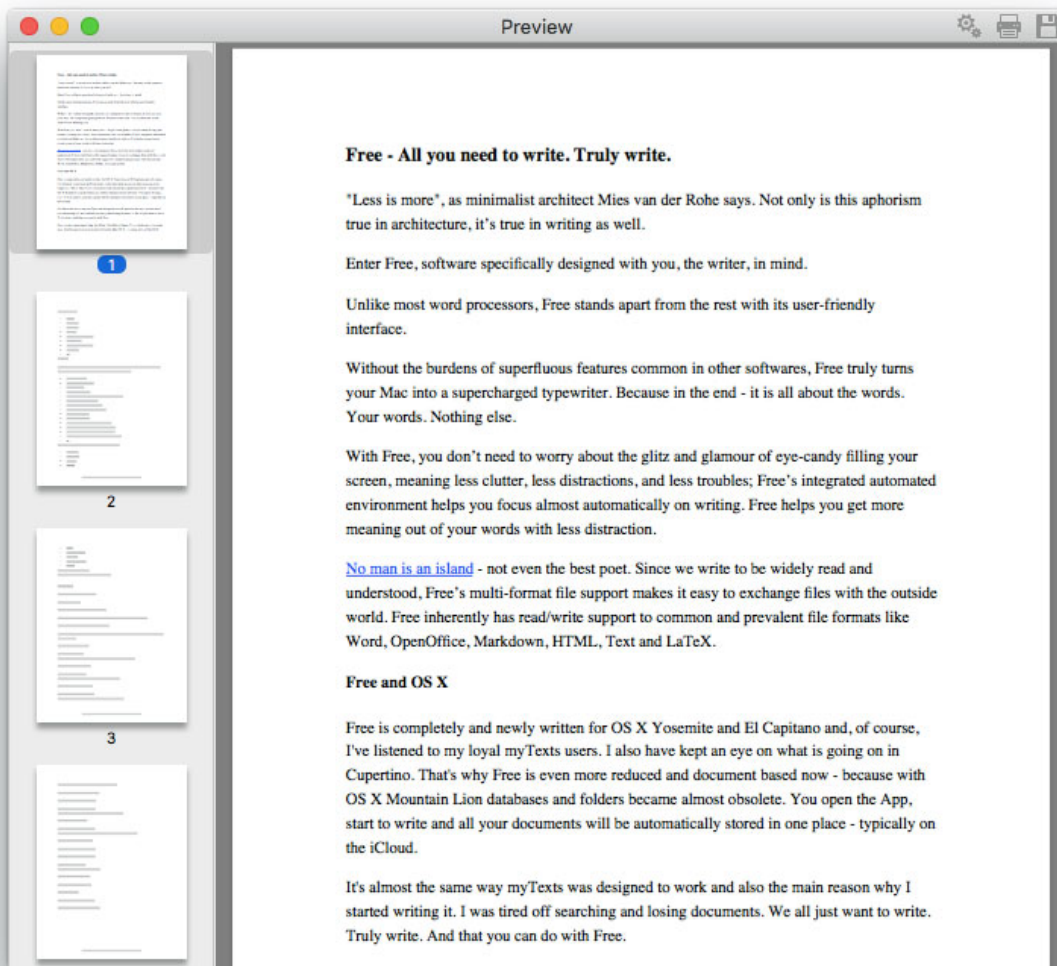 Preview
1
2
3
Free - All you need to write. Truly write.
"Less is more", as minimalist architect Mies van der Rohe says. Not only is this aphorism
true in architecture, it’s true in writing as well.
Enter Free, software specifically designed with you, the writer, in mind.
Unlike most word processors, Free stands apart from the rest with its user-friendly
interface.
Without the burdens of superfluous features common in other softwares, Free truly turns
your Mac into a supercharged typewriter. Because in the end - it is all about the words.
Your words. Nothing else.
With Free, you don’t need to worry about the glitz and glamour of eye-candy filling your
screen, meaning less clutter, less distractions, and less troubles; Free’s integrated automated
environment helps you focus almost automatically on writing. Free helps you get more
meaning out of your words with less distraction.
No man is an island - not even the best poet. Since we write to be widely read and
understood, Free’s multi-format file support makes it easy to exchange files with the outside
world. Free inherently has read/write support to common and prevalent file formats like
Word, OpenOffice, Markdown, HTML, Text and LaTeX.
Free and OS X
Free is completely and newly written for OS X Yosemite and El Capitano and, of course,
I've listened to my loyal myTexts users. I also have kept an eye on what is going on in
Cupertino. That's why Free is even more reduced and document based now - because with
OS X Mountain Lion databases and folders became almost obsolete. You open the App,
start to write and all your documents will be automatically stored in one place - typically on
the iCloud.
It's almost the same way myTexts was designed to work and also the main reason why I
started writing it. I was tired off searching and losing documents. We all just want to write.
Truly write. And that you can do with Free.